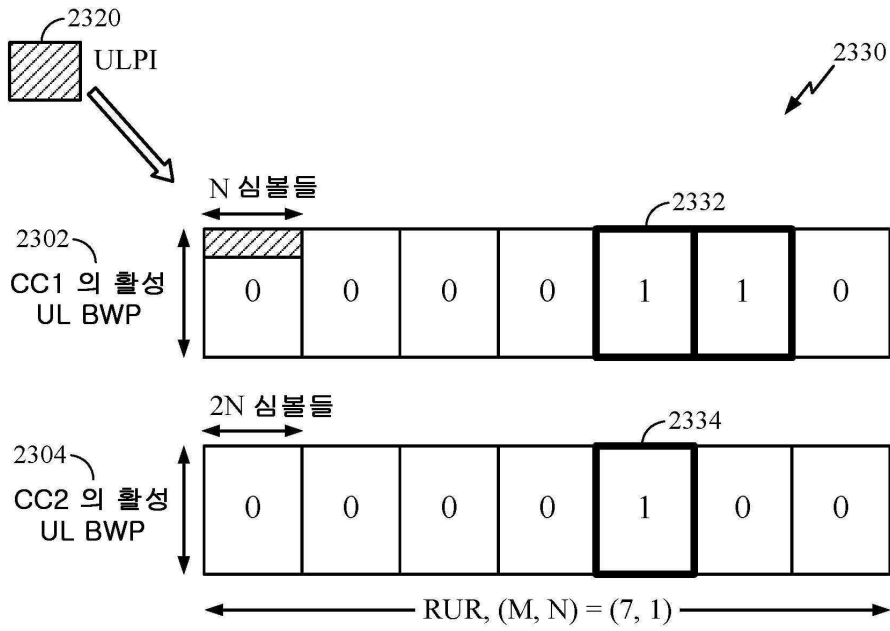 2320
ULPI
2330
N 심볼들
2332
2302
CC1 의 활성
UL BWP
0 0 0 0 1 1 0
2N 심볼들
2334
2304
CC2 의 활성
UL BWP
0 0 0 0 1 0 0
RUR, (M, N) = (7, 1)